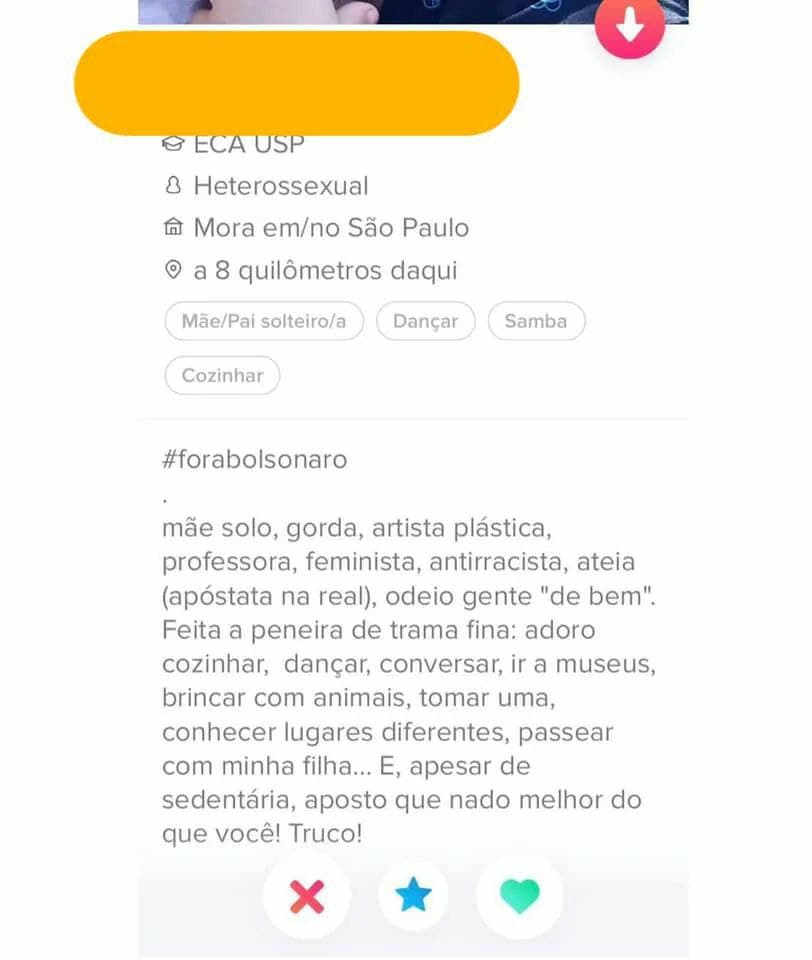 ECA USP
Heterossexual
Mora em/no São Paulo
a 8 quilômetros daqui
Mãe/Pai solteiro/a Dançar Samba
Cozinhar
#forabolsonaro
.
mãe solo, gorda, artista plástica,
professora, feminista, antirracista, ateia
(apóstata na real), odeio gente "de bem".
Feita a peneira de trama fina: adoro
cozinhar,  dançar, conversar, ir a museus,
brincar com animais, tomar uma,
conhecer lugares diferentes, passear
com minha filha... E, apesar de
sedentária, aposto que nado melhor do
que você! Truco!